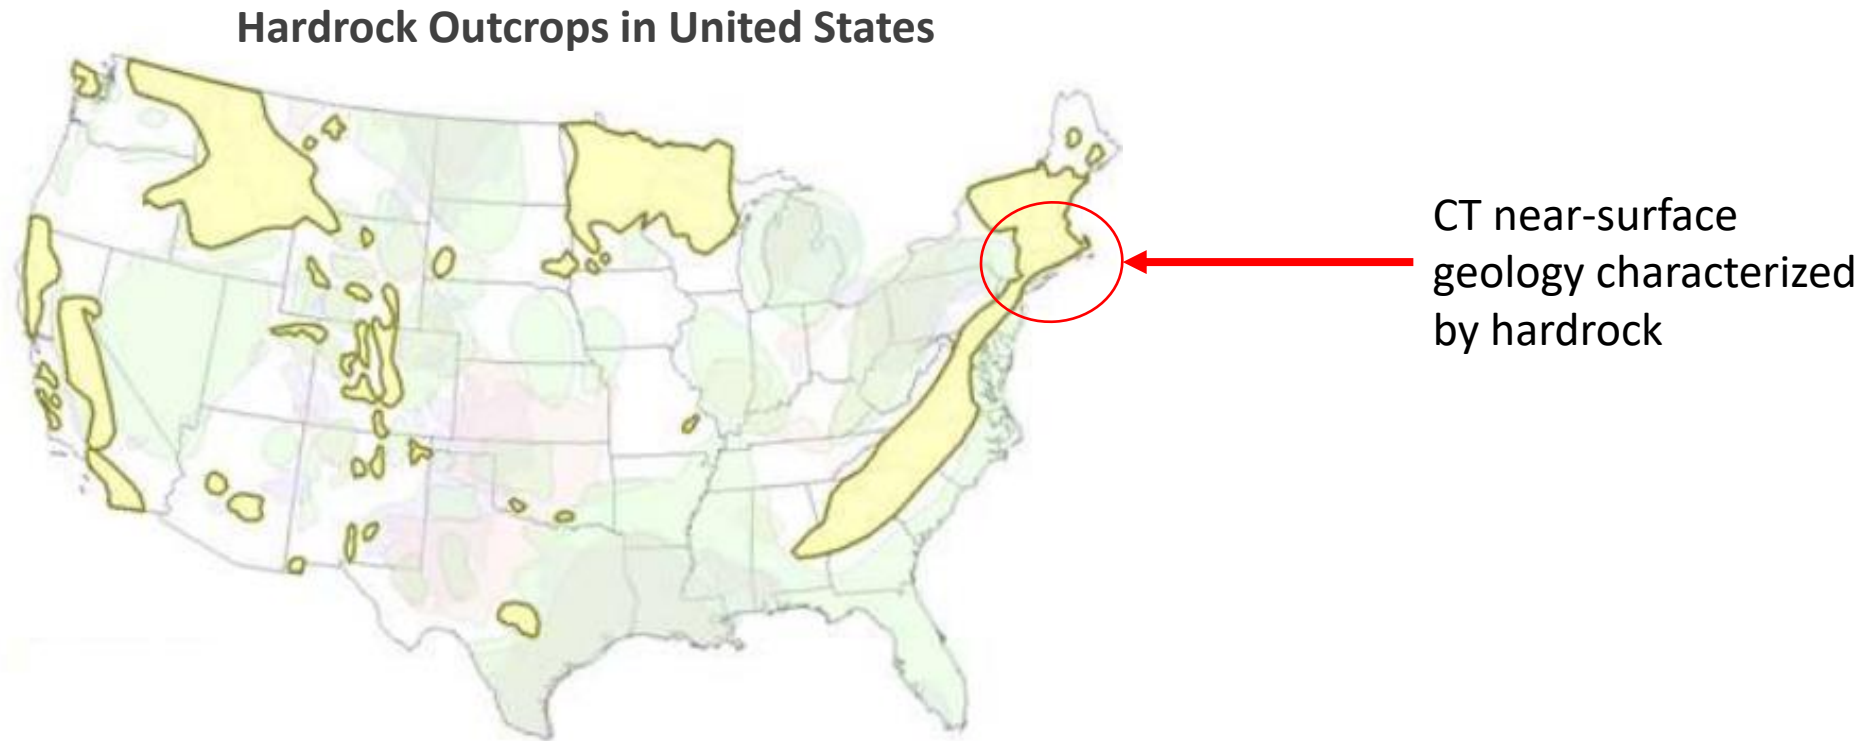 Hardrock Outcrops in United States
CT near-surface
geology characterized
by hardrock